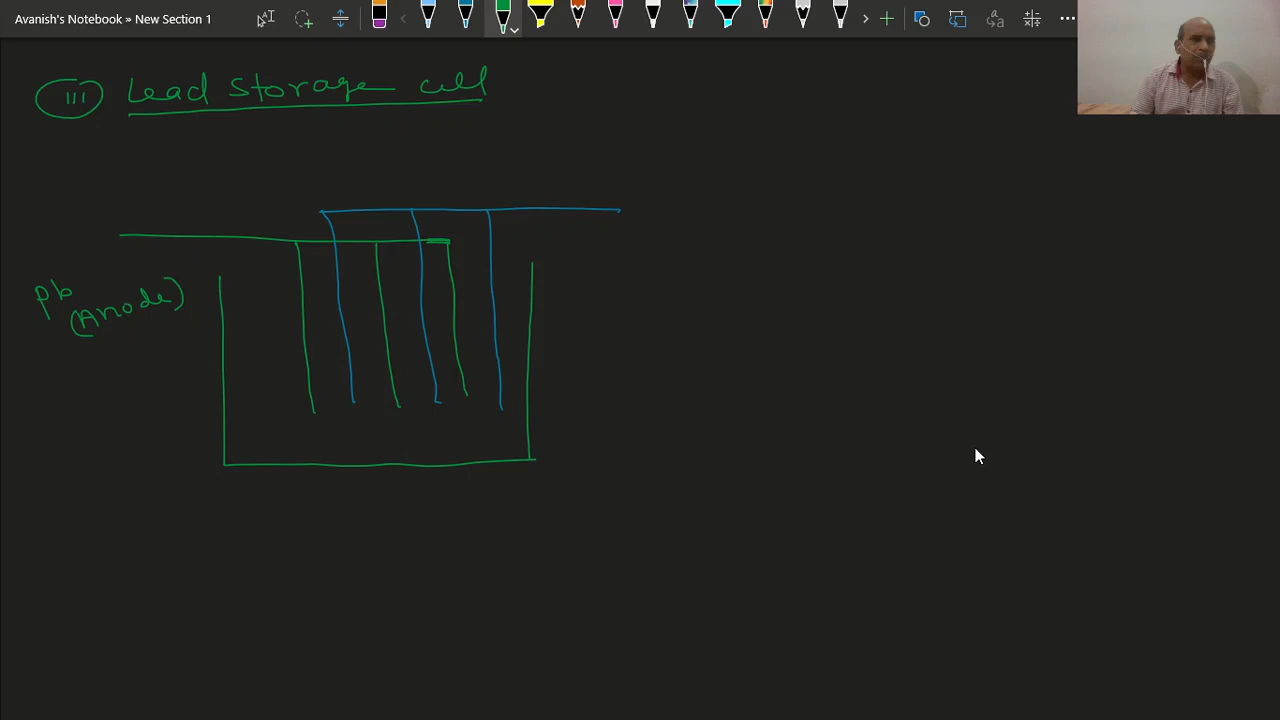 Avanish's Notebook » New Section 1
iii Lead storage cell
Pb
(Anode)